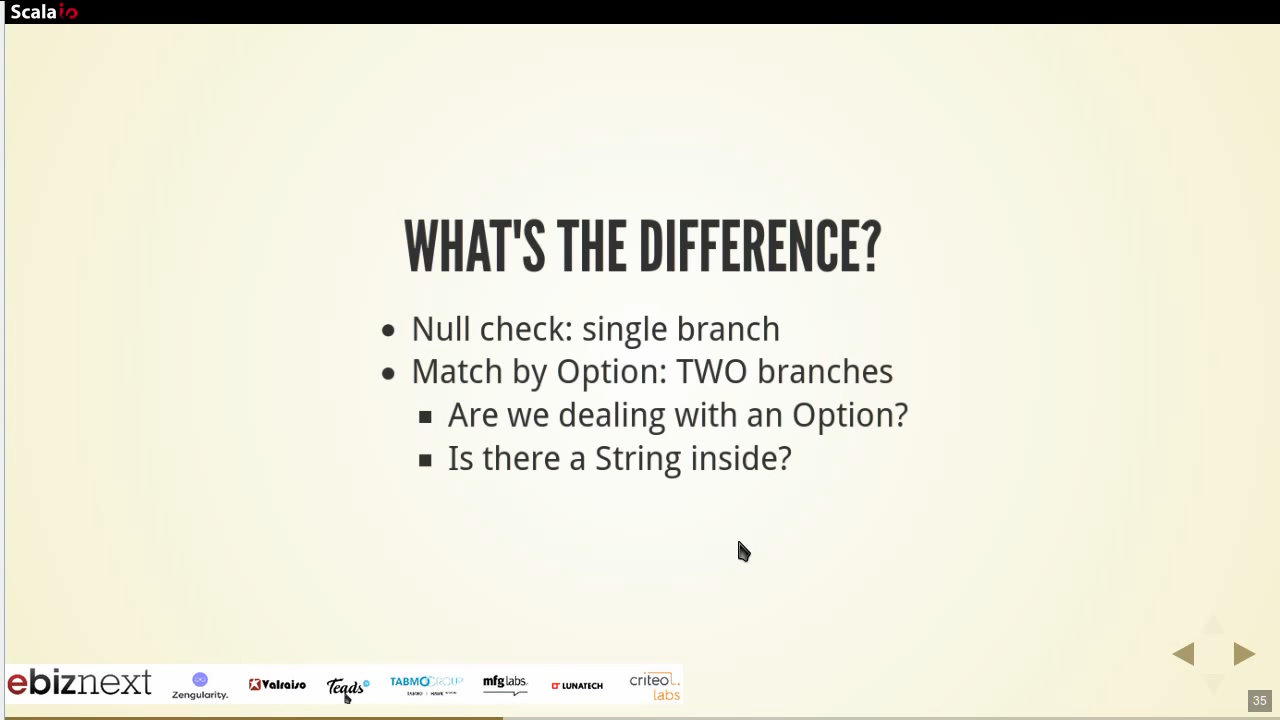 Scalaio
WHAT'S THE DIFFERENCE?
Null check: single branch
Match by Option: TWO branches
Are we dealing with an Option?
Is there a String inside?
ebiznext
Zengularity.
Valraiso
Teads
TABMO GROUP
mfg labs.
LUNATECH
criteo.
labs
35